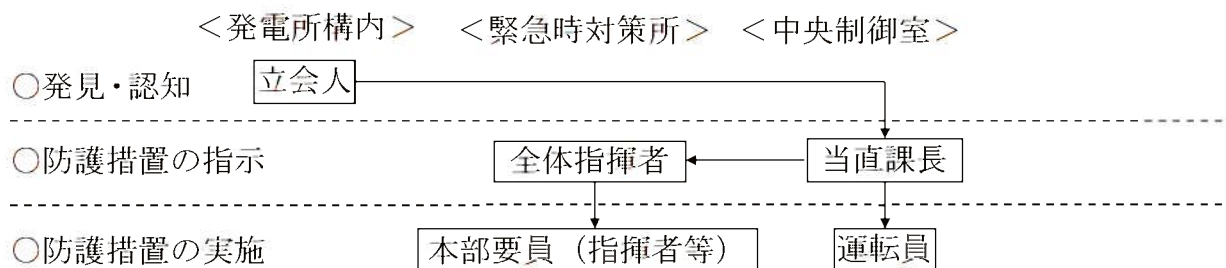 ＜発電所構内＞ ＜緊急時対策所＞ ＜中央制御室＞
○発見・認知 立会人
○防護措置の指示 全体指揮者 当直課長
○防護措置の実施 本部要員（指揮者等） 運転員